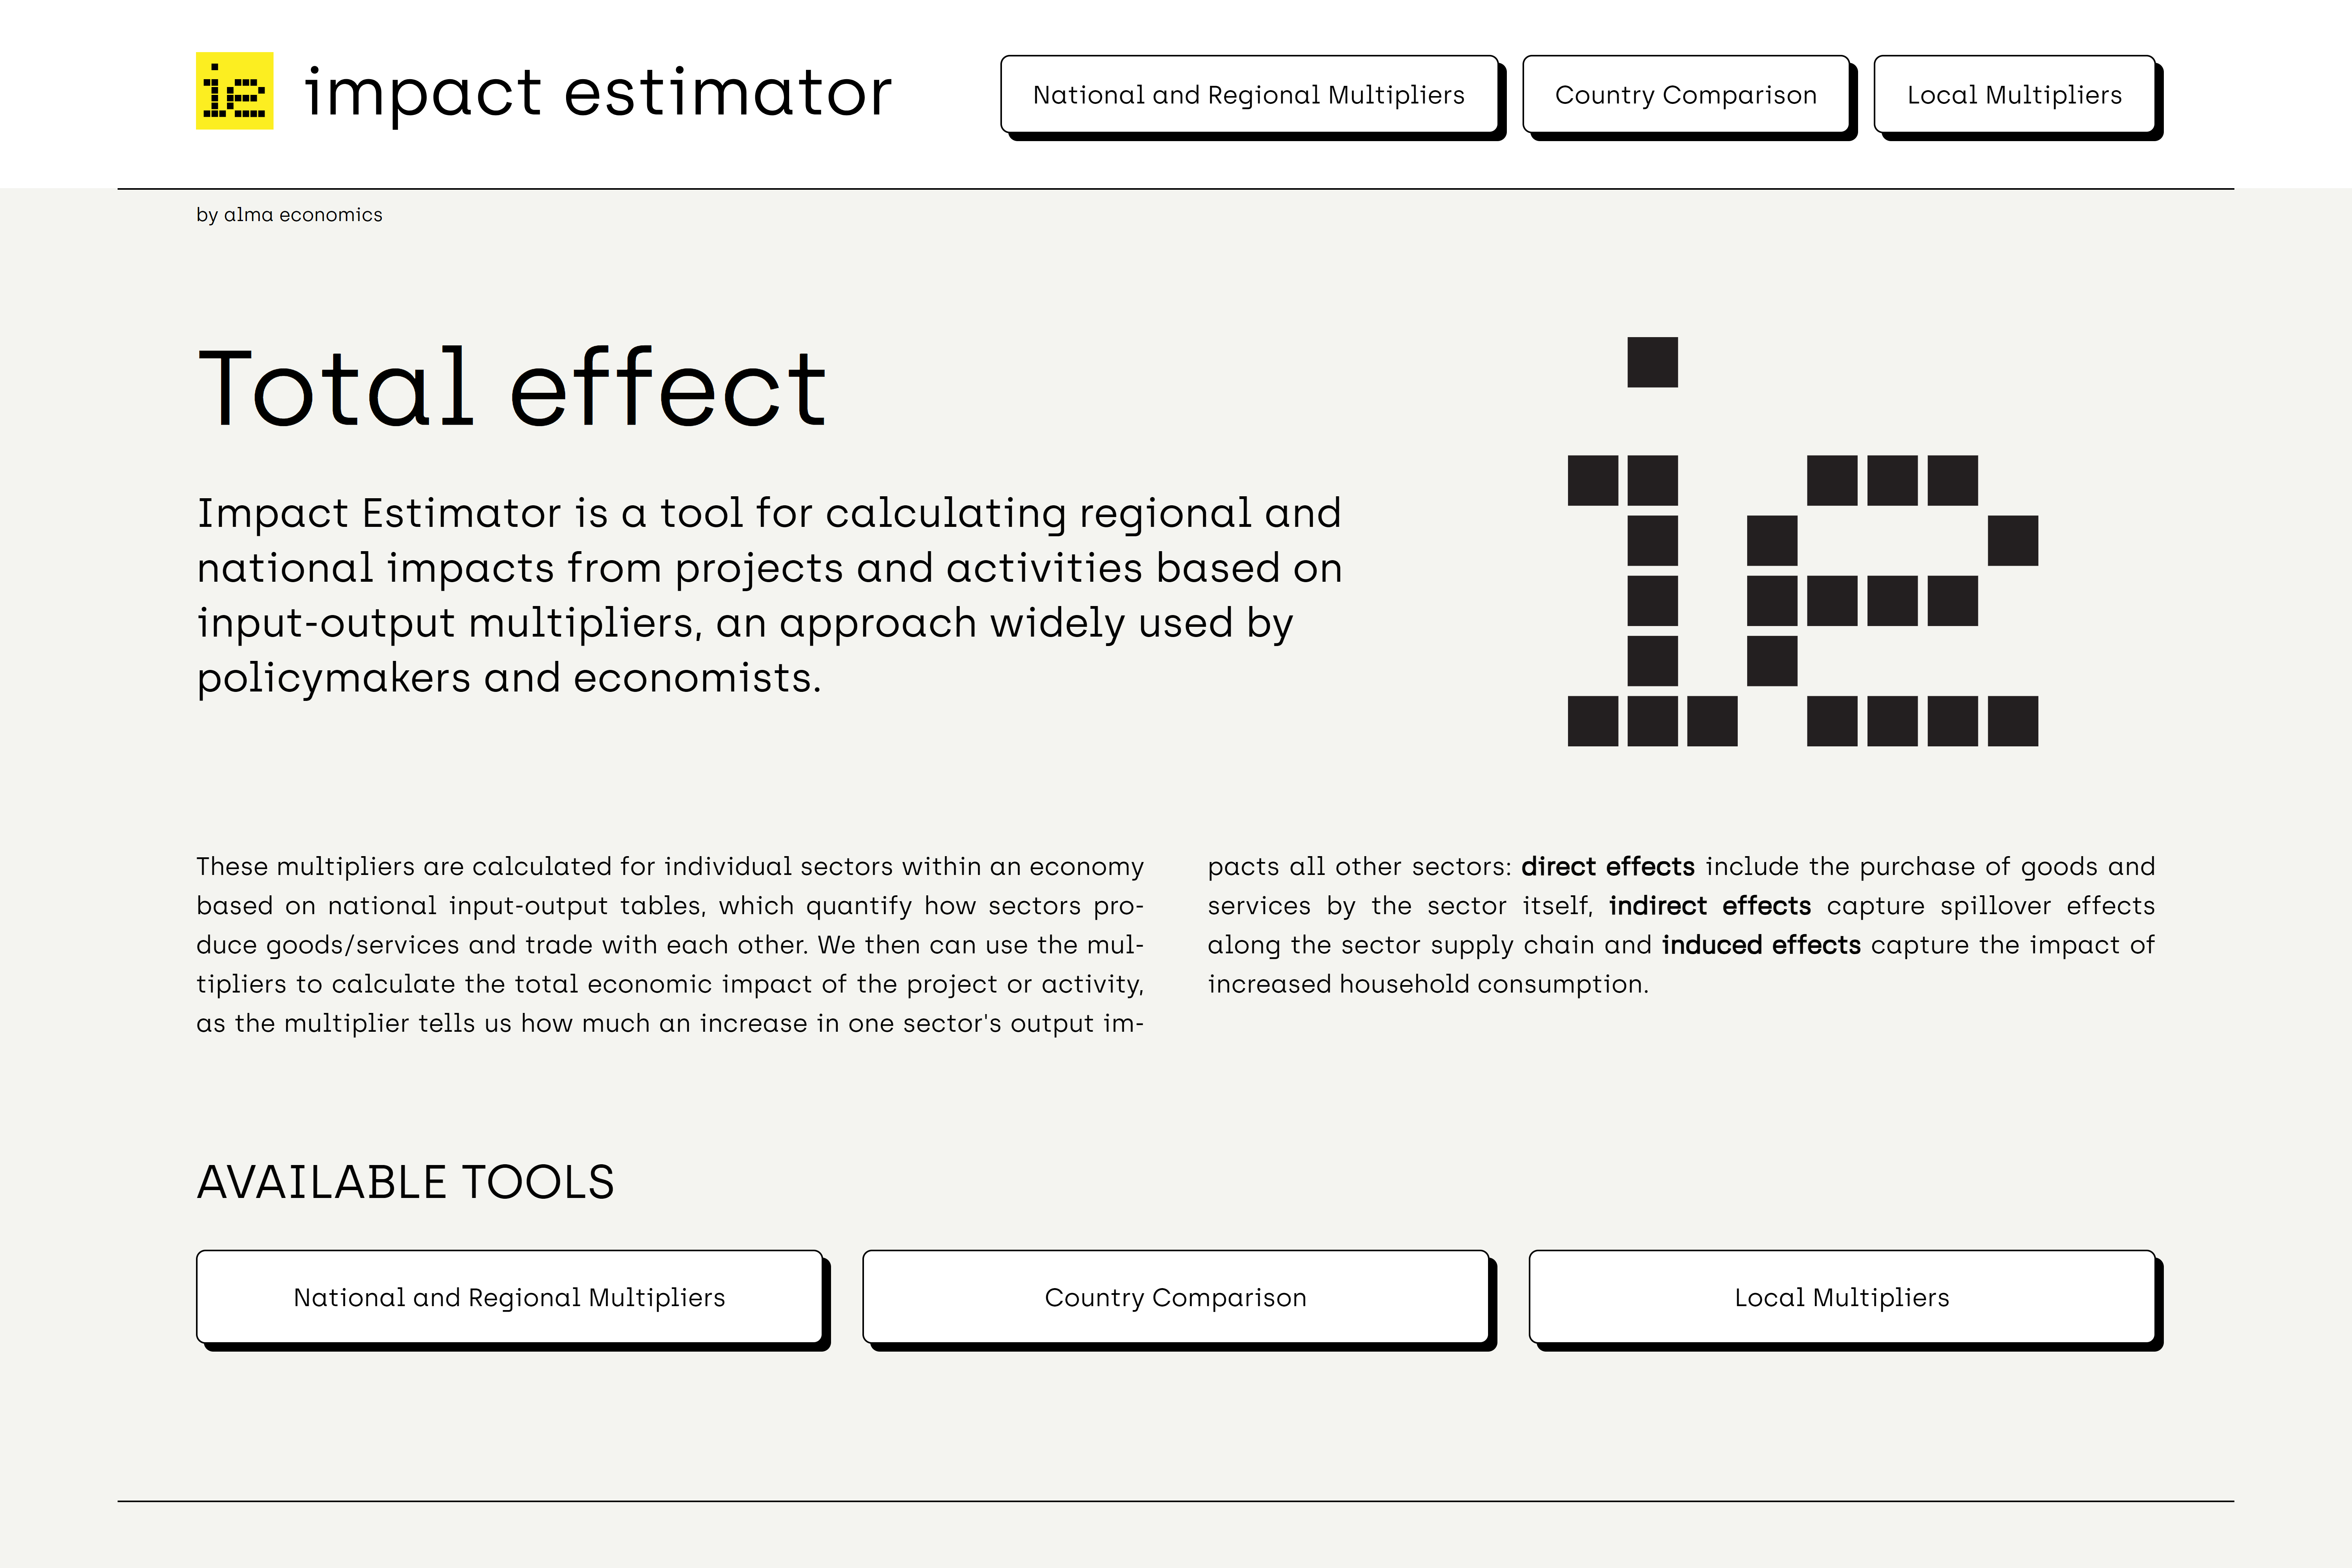 ie impact estimator
National and Regional Multipliers
Country Comparison
Local Multipliers
by alma economics
Total effect
Impact Estimator is a tool for calculating regional and
national impacts from projects and activities based on
input-output multipliers, an approach widely used by
policymakers and economists.
ie
These multipliers are calculated for individual sectors within an economy
based on national input-output tables, which quantify how sectors pro-
duce goods/services and trade with each other. We then can use the mul-
tipliers to calculate the total economic impact of the project or activity,
as the multiplier tells us how much an increase in one sector's output im-
pacts all other sectors: direct effects include the purchase of goods and
services by the sector itself, indirect effects capture spillover effects
along the sector supply chain and induced effects capture the impact of
increased household consumption.
AVAILABLE TOOLS
National and Regional Multipliers
Country Comparison
Local Multipliers